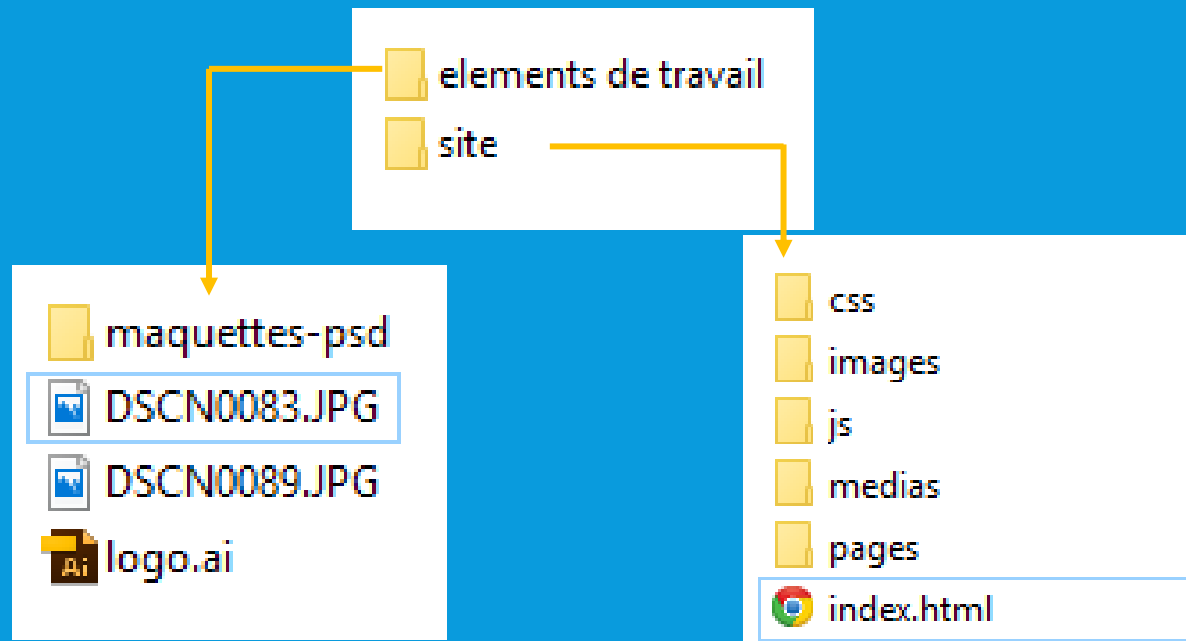 elements de travail
site
maquettes-psd
DSCN0083.JPG
DSCN0089.JPG
Ai logo.ai
css
images
js
medias
pages
index.html